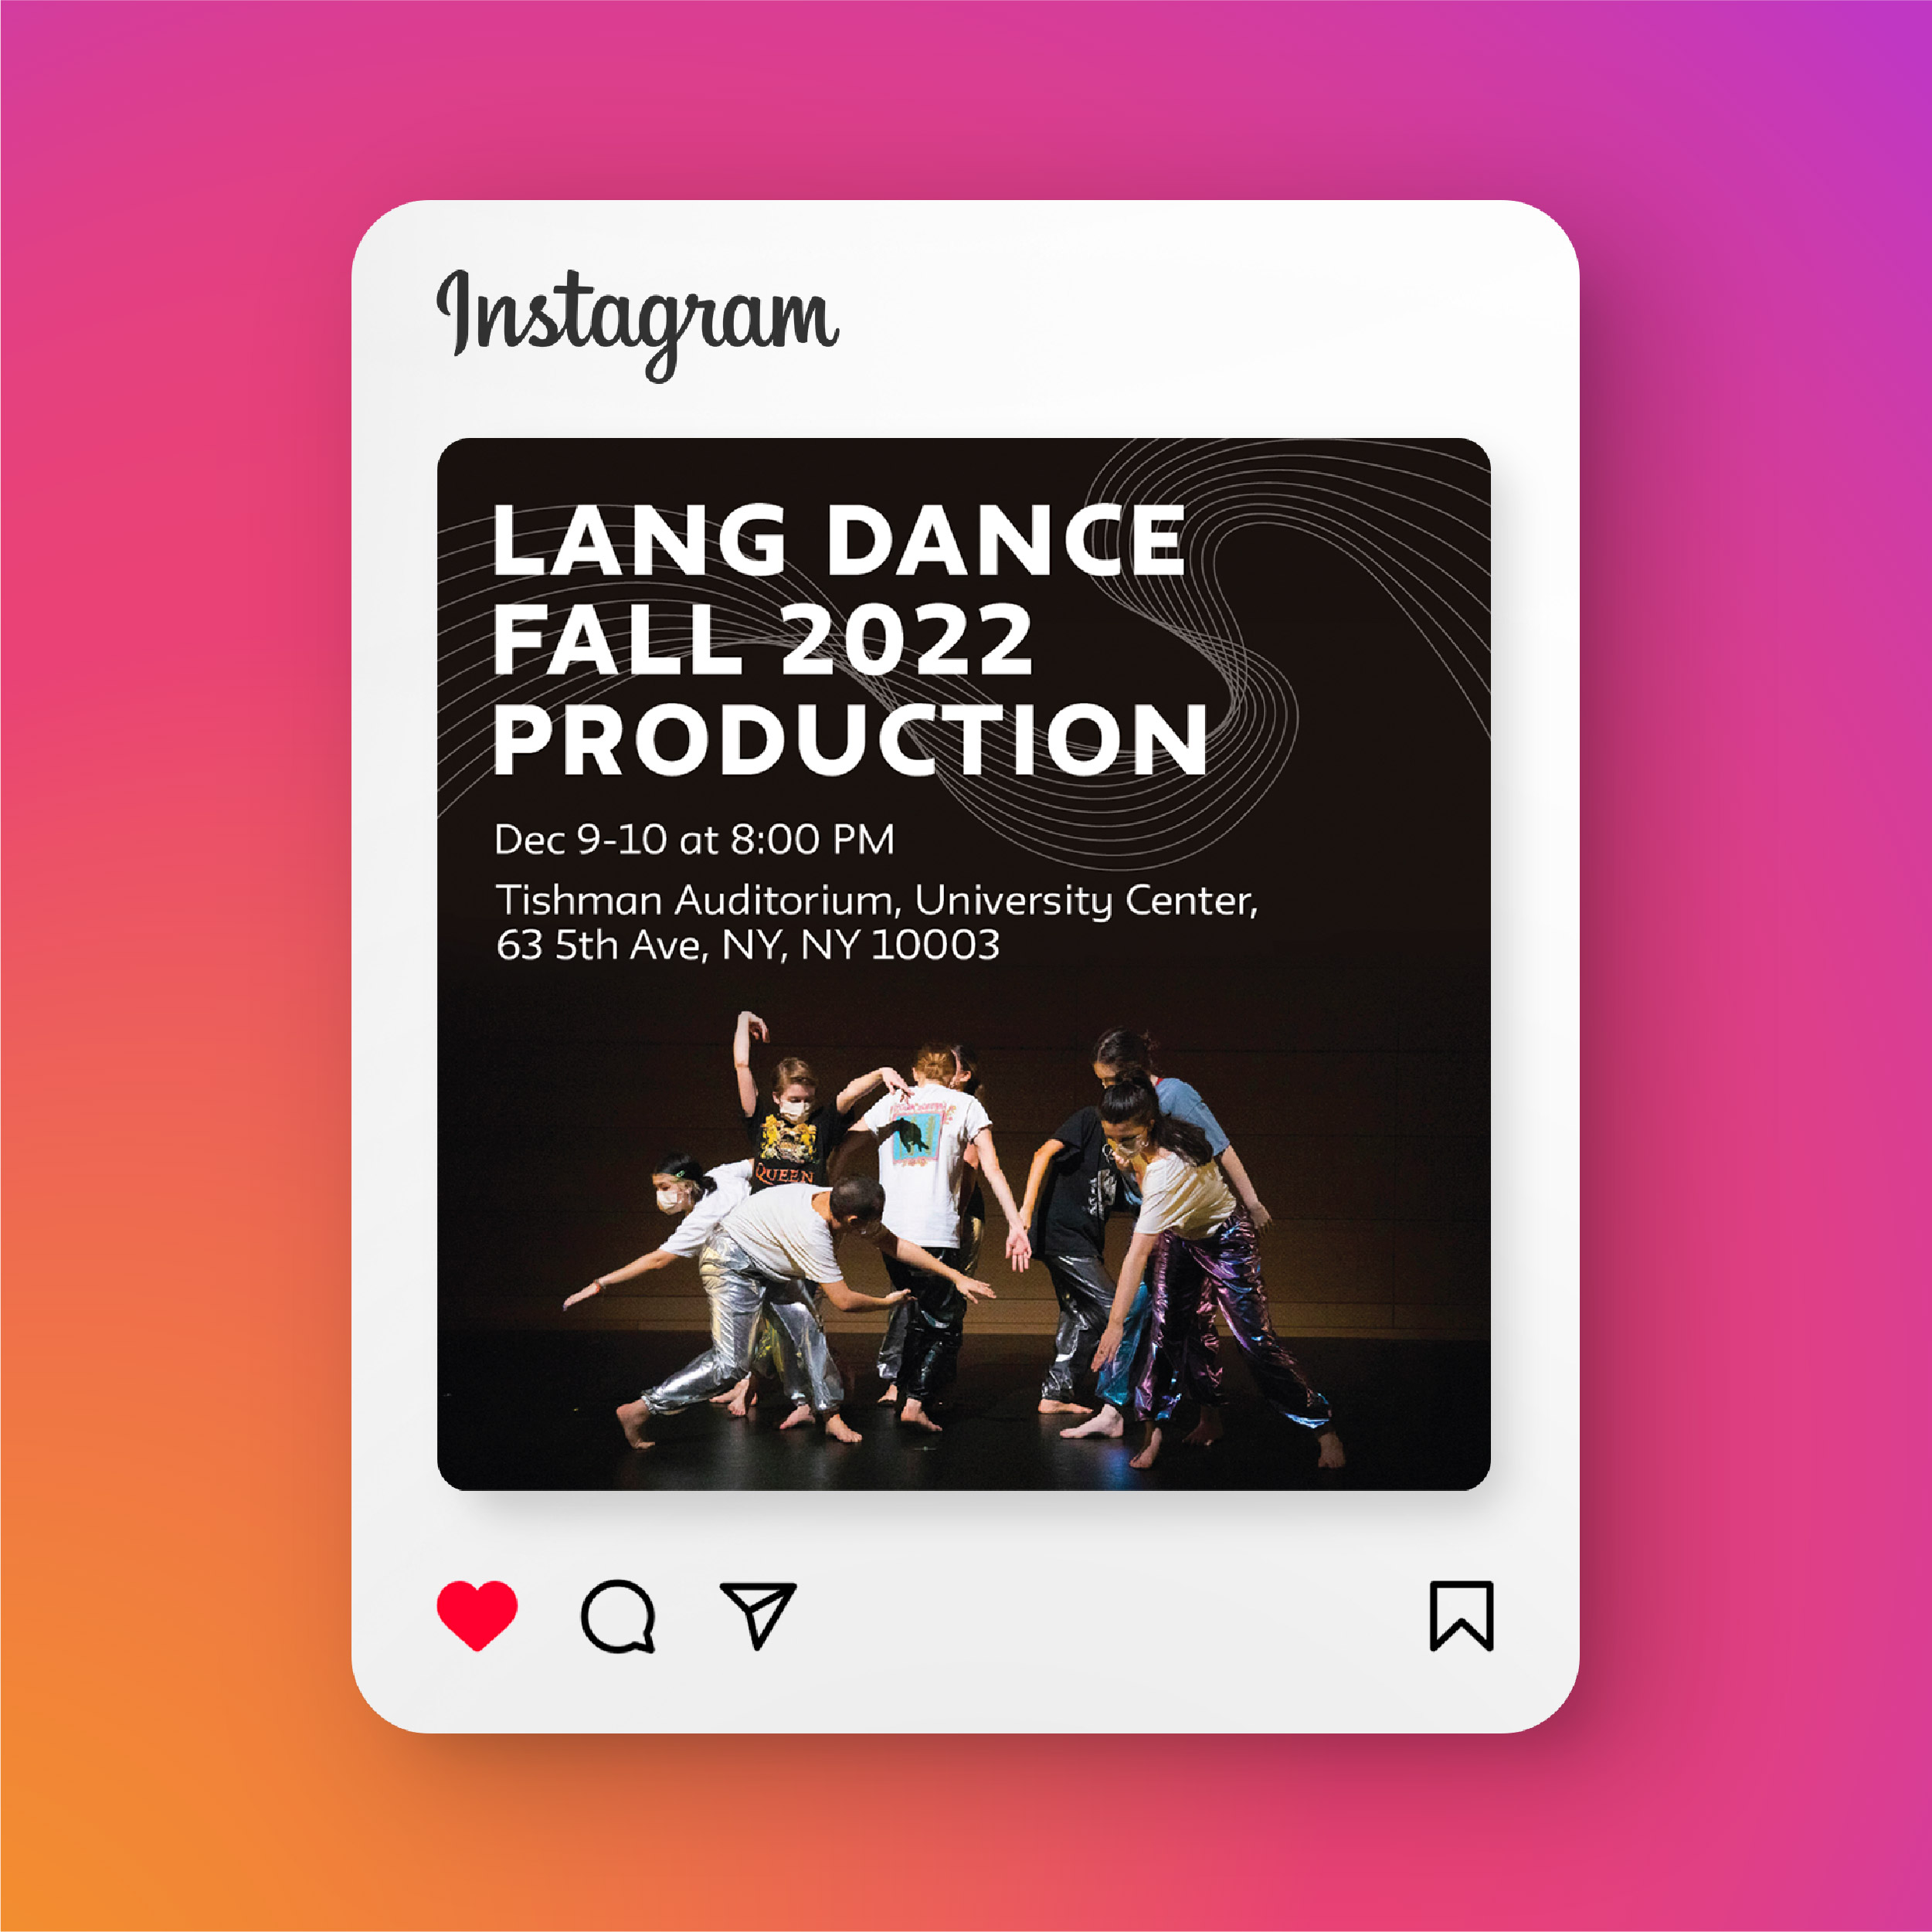 Instagram
LANG DANCE
FALL 2022
PRODUCTION
Dec 9-10 at 8:00 PM
Tishman Auditorium, University Center,
63 5th Ave, NY, NY 10003
QUEEN